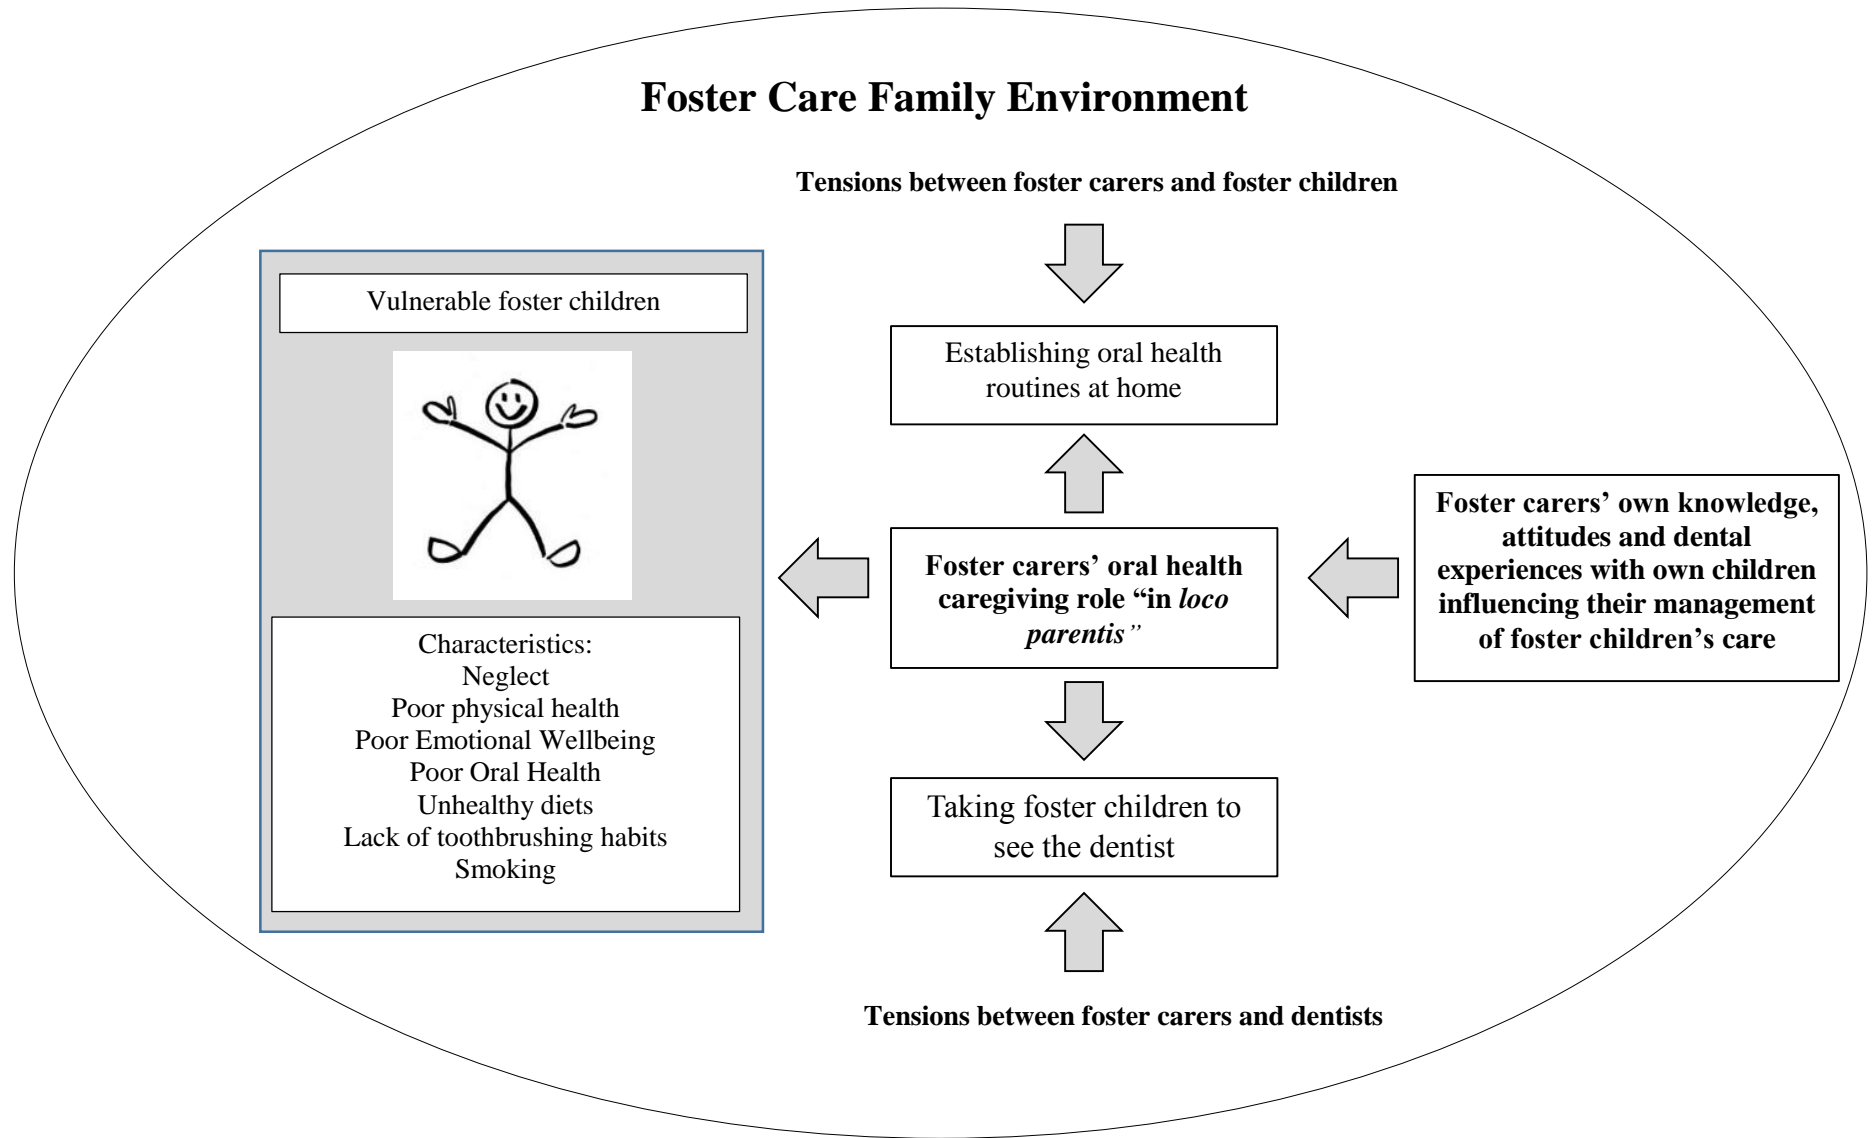 Foster Care Family Environment
Tensions between foster carers and foster children
Vulnerable foster children
Characteristics:
Neglect
Poor physical health
Poor Emotional Wellbeing
Poor Oral Health
Unhealthy diets
Lack of toothbrushing habits
Smoking
Establishing oral health
routines at home
Foster carers’ oral health
caregiving role “in loco
parentis”
Taking foster children to
see the dentist
Tensions between foster carers and dentists
Foster carers’ own knowledge,
attitudes and dental
experiences with own children
influencing their management
of foster children’s care